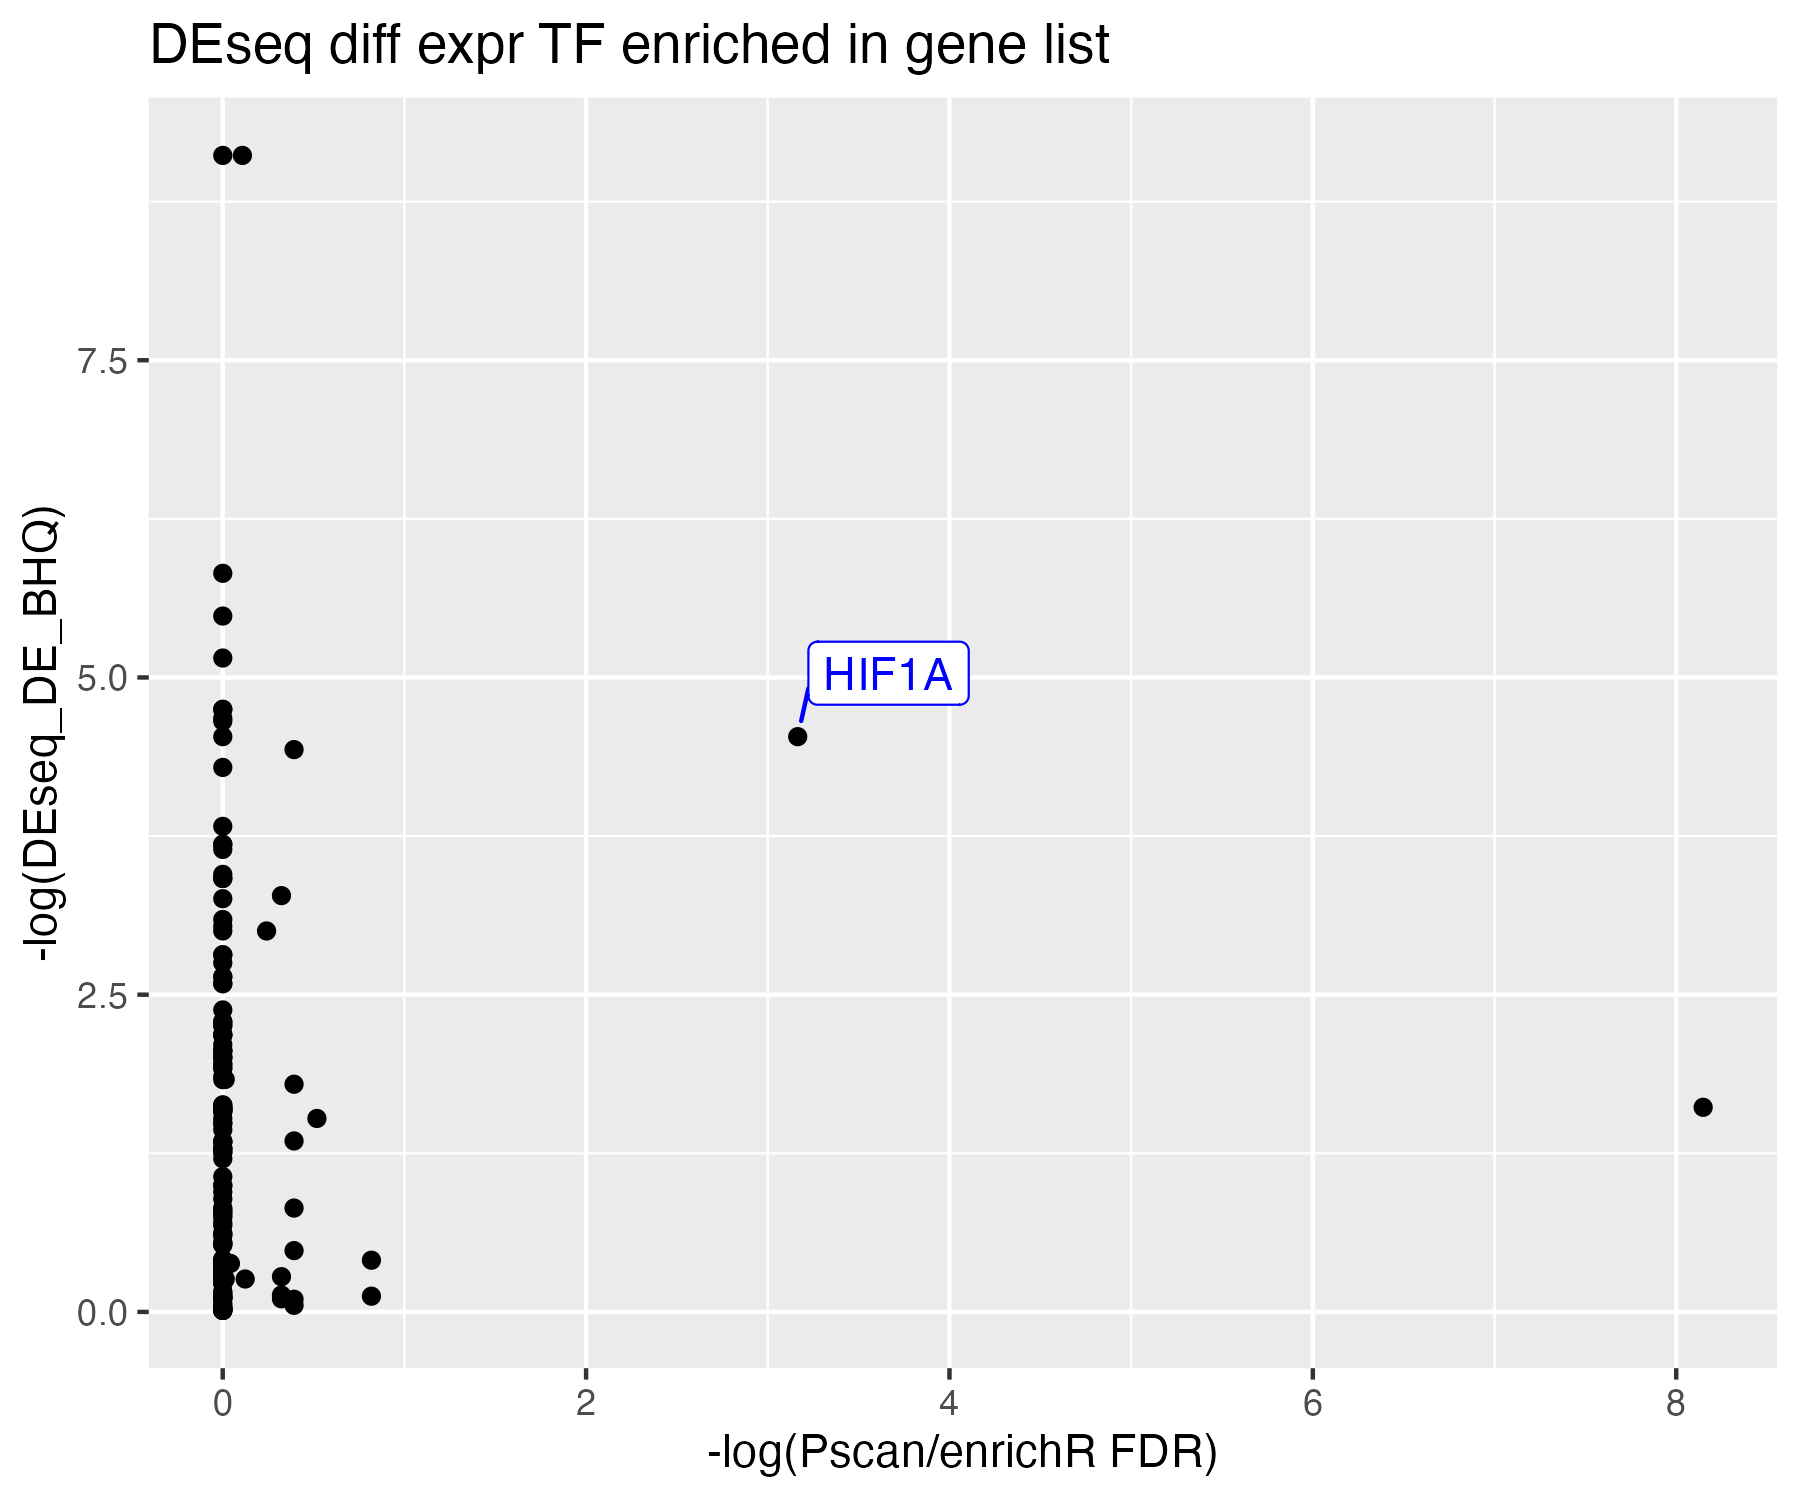 DEseq diff expr TF enriched in gene list
-log(DEseq_DE_BHQ)
7.5
5.0
2.5
0.0
HIF1A
0 2 4 6 8
-log(Pscan/enrichR FDR)